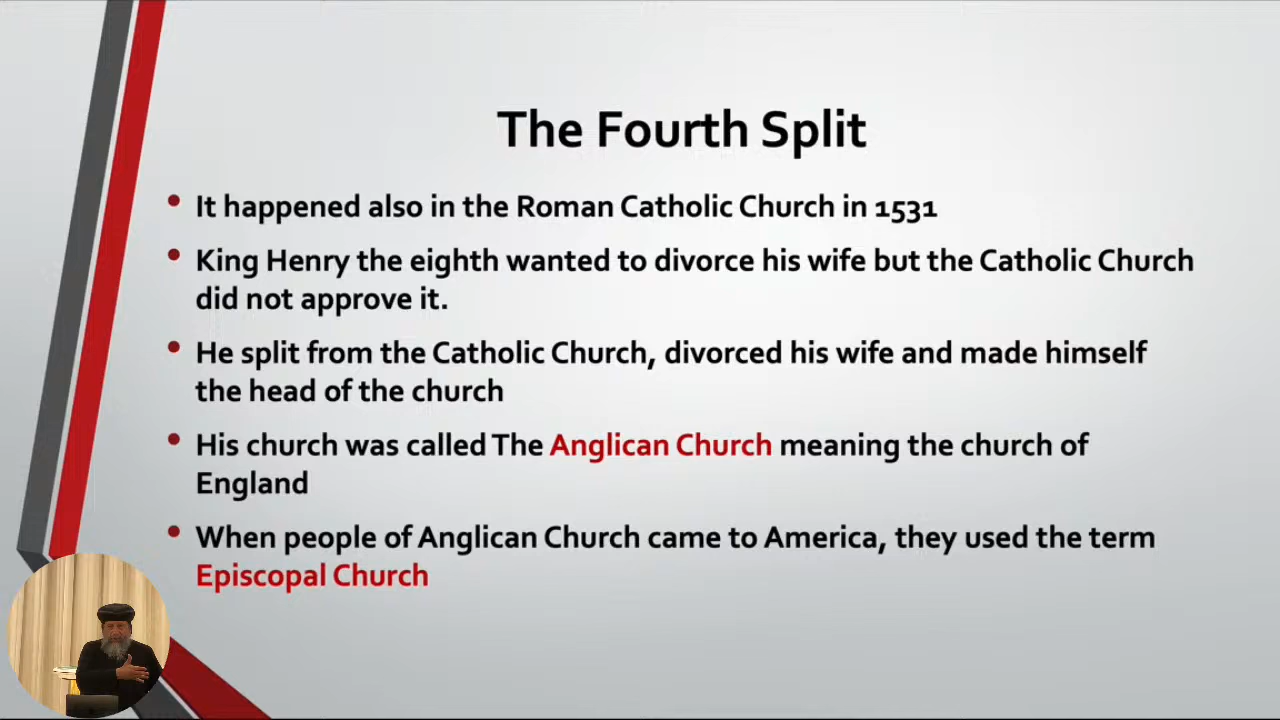 The Fourth Split
• It happened also in the Roman Catholic Church in 1531
• King Henry the eighth wanted to divorce his wife but the Catholic Church
did not approve it.
• He split from the Catholic Church, divorced his wife and made himself
the head of the church
• His church was called The Anglican Church meaning the church of
England
• When people of Anglican Church came to America, they used the term
Episcopal Church